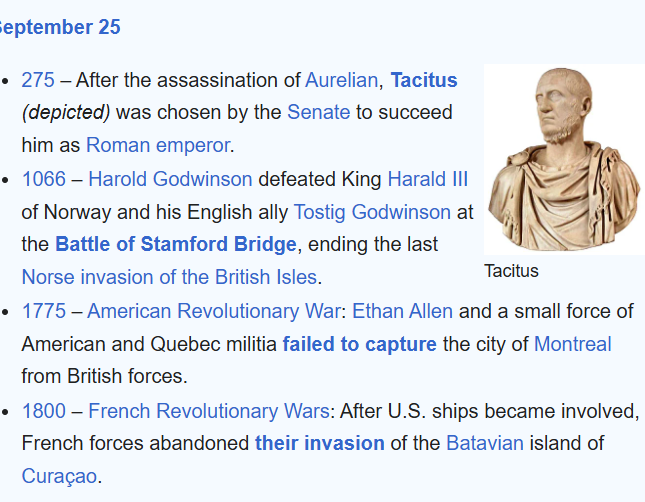 eptember 25
275 – After the assassination of Aurelian, Tacitus
(depicted) was chosen by the Senate to succeed
him as Roman emperor.
1066 – Harold Godwinson defeated King Harald III
of Norway and his English ally Tostig Godwinson at
the Battle of Stamford Bridge, ending the last
Norse invasion of the British Isles.
Tacitus
1775 – American Revolutionary War: Ethan Allen and a small force of
American and Quebec militia failed to capture the city of Montreal
from British forces.
1800 – French Revolutionary Wars: After U.S. ships became involved,
French forces abandoned their invasion of the Batavian island of
Curaçao.